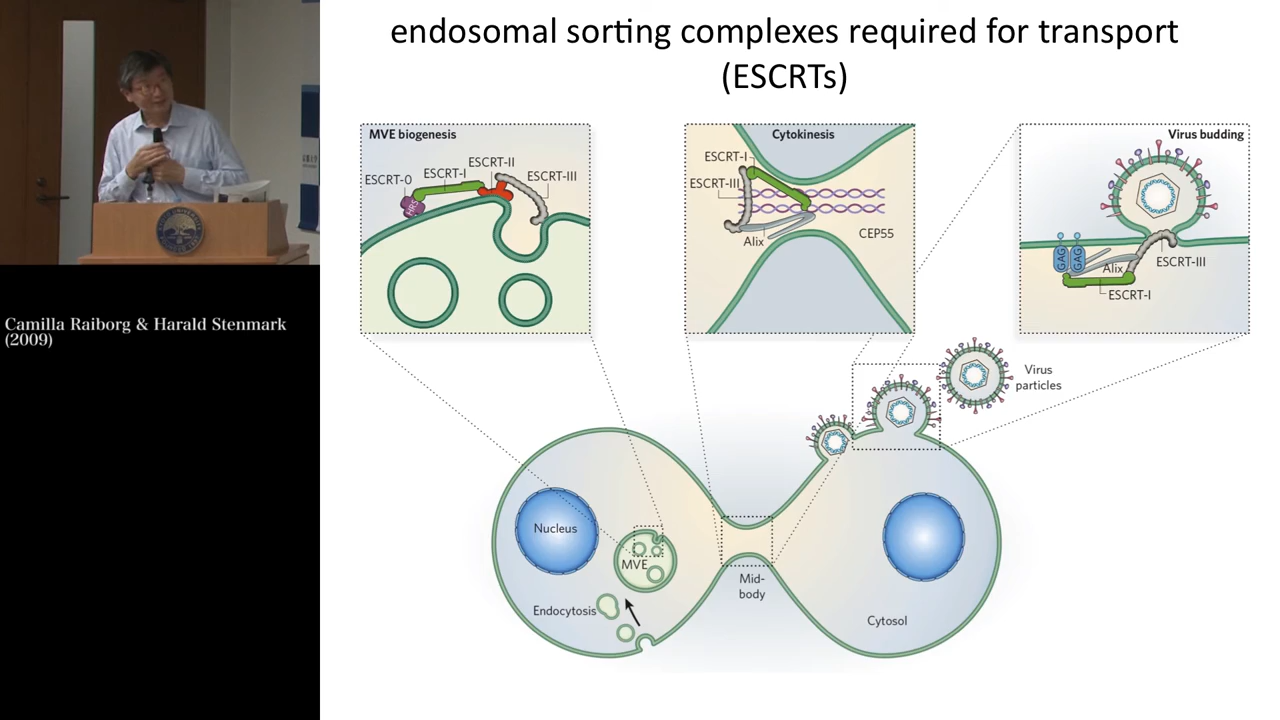 endosomal sorting complexes required for transport
(ESCRTs)
MVE biogenesis
ESCRT-0
ESCRT-I
ESCRT-II
ESCRT-III
HRS
Cytokinesis
ESCRT-I
ESCRT-III
Alix
CEP55
Virus budding
GAG
GAG
Alix
ESCRT-III
ESCRT-I
Camilla Raiborg & Harald Stenmark
(2009)
Virus
particles
Nucleus
MVE
Endocytosis
Mid-
body
Cytosol